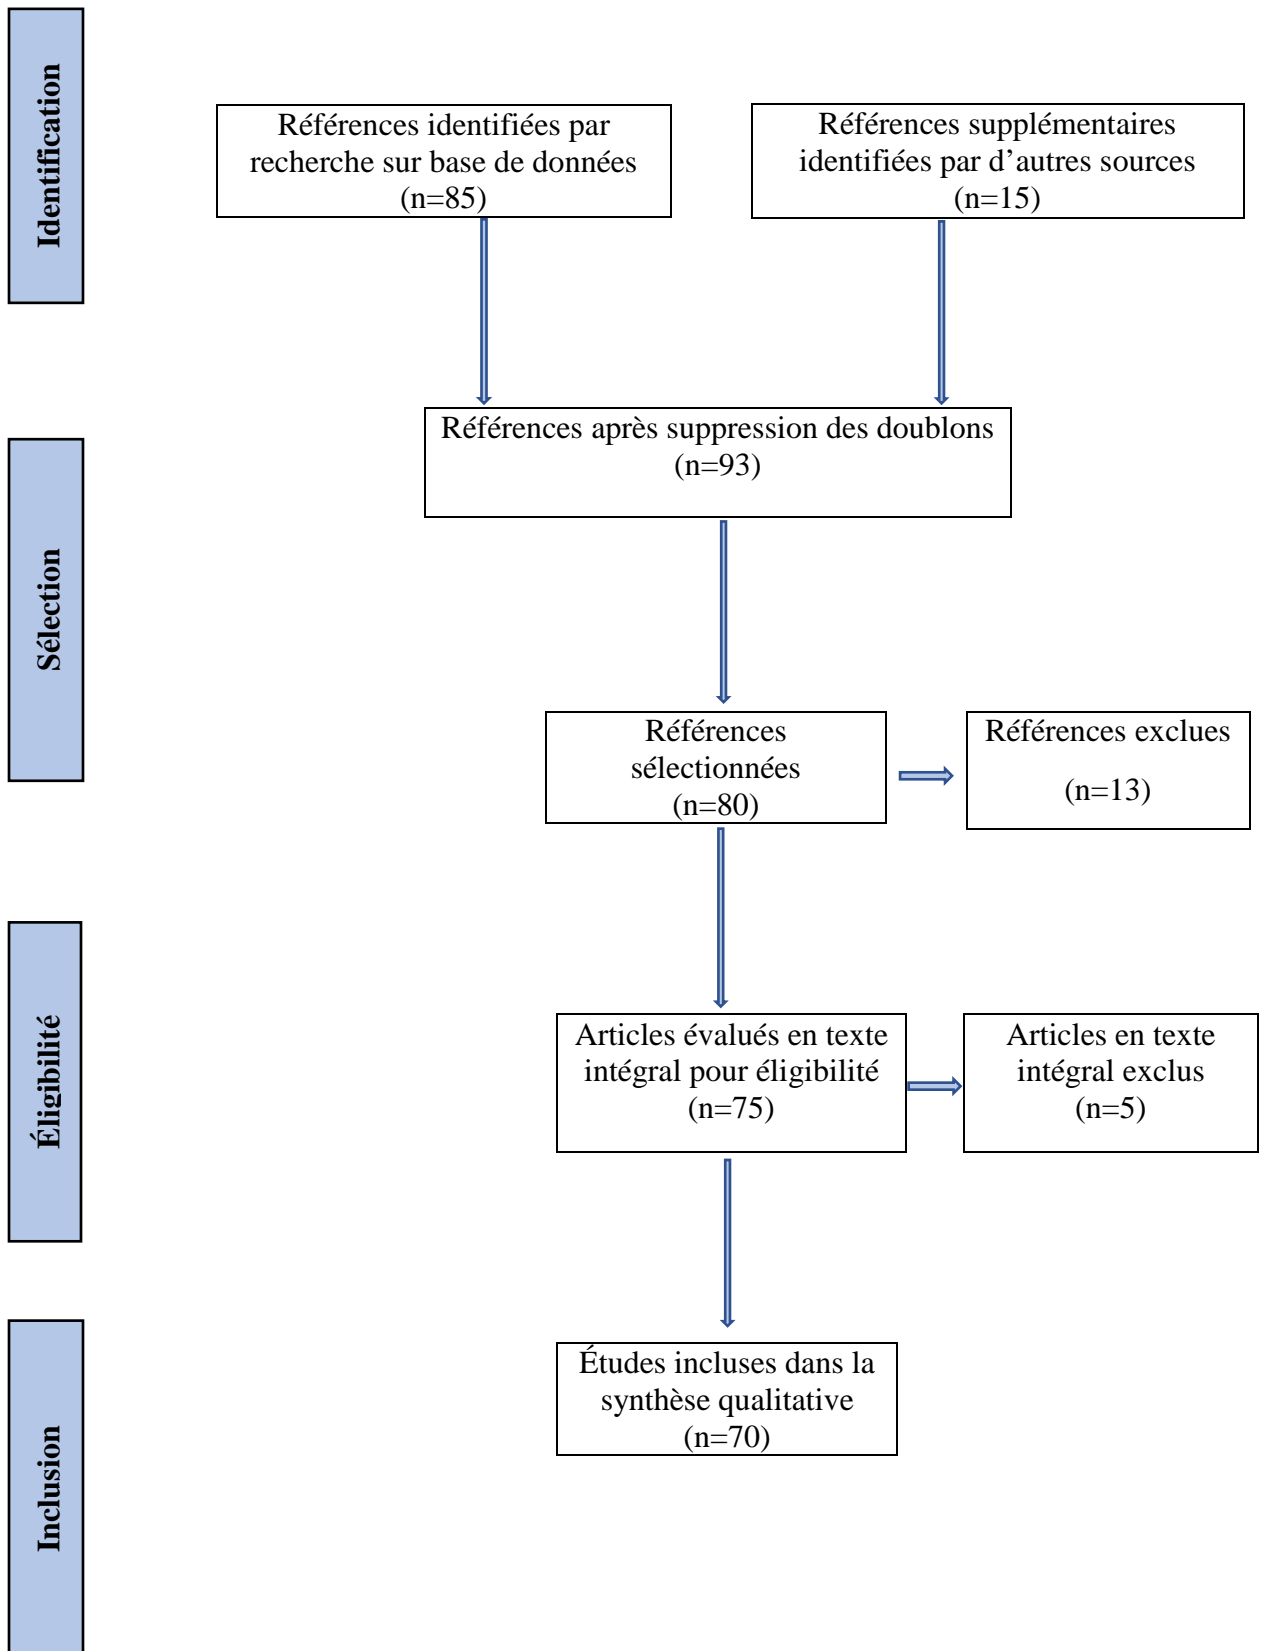 Identification
Références identifiées par
recherche sur base de données
(n=85)
Références supplémentaires
identifiées par d’autres sources
(n=15)
Sélection
Références après suppression des doublons
(n=93)
Références
sélectionnées
(n=80)
Références exclues
(n=13)
Éligibilité
Articles évalués en texte
intégral pour éligibilité
(n=75)
Articles en texte
intégral exclus
(n=5)
Inclusion
Études incluses dans la
synthèse qualitative
(n=70)